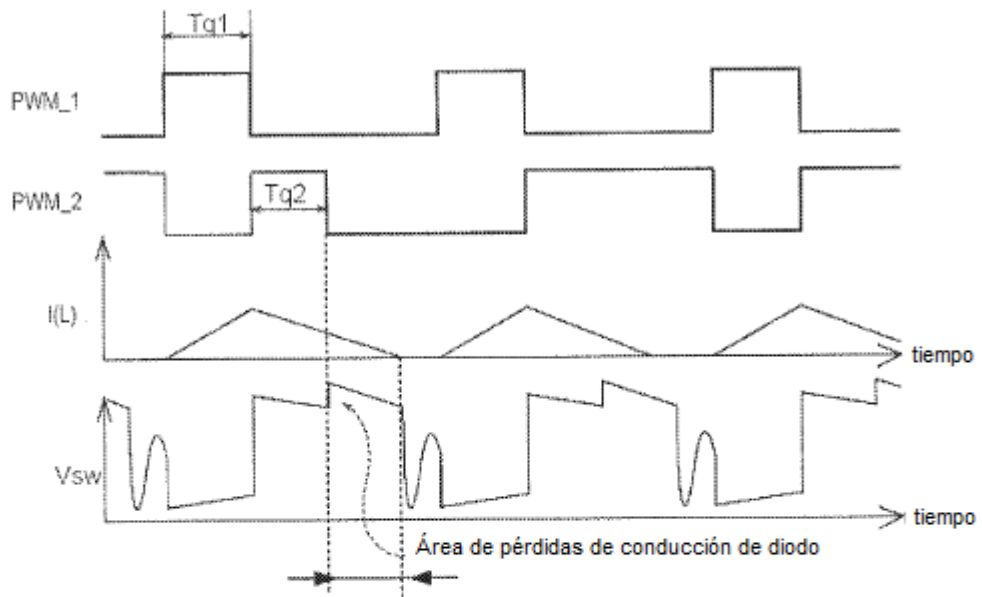 Tq1
PWM_1
PWM_2
Tq2
I(L)
tiempo
Vsw
tiempo
Área de pérdidas de conducción de diodo